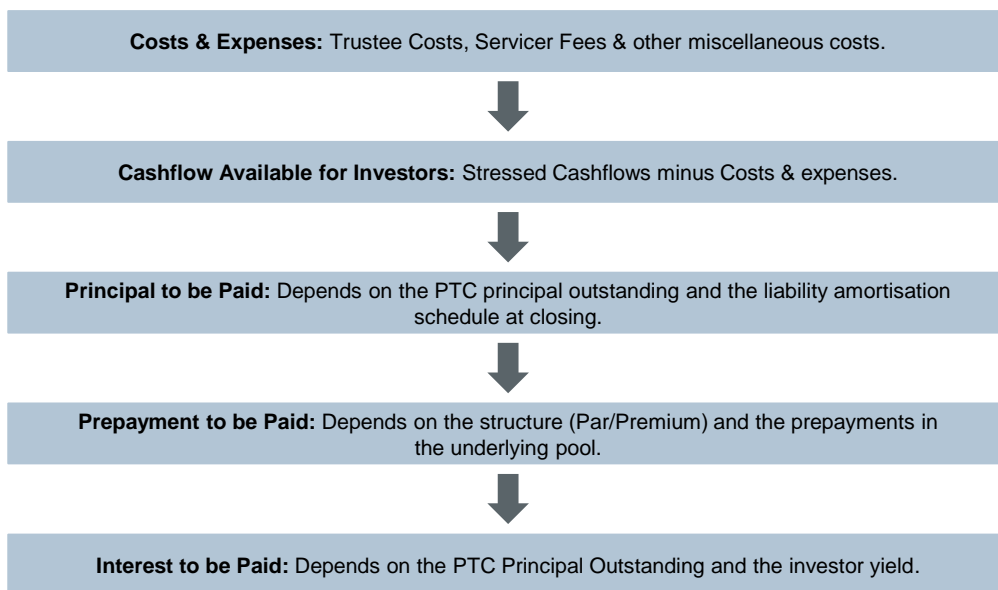 Costs & Expenses: Trustee Costs, Servicer Fees & other miscellaneous costs.
Cashflow Available for Investors: Stressed Cashflows minus Costs & expenses.
Principal to be Paid: Depends on the PTC principal outstanding and the liability amortisation
schedule at closing.
Prepayment to be Paid: Depends on the structure (Par/Premium) and the prepayments in
the underlying pool.
Interest to be Paid: Depends on the PTC Principal Outstanding and the investor yield.